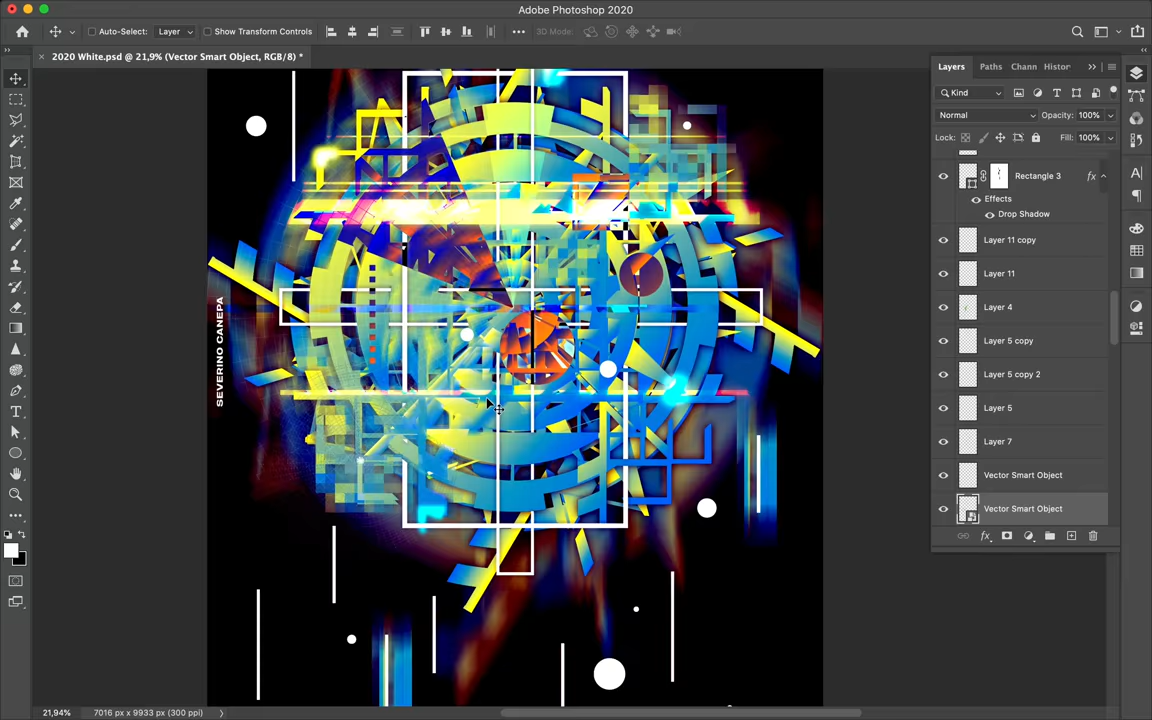 Adobe Photoshop 2020
Auto-Select: Layer Show Transform Controls 3D Mode:
2020 White.psd @ 21,9% (Vector Smart Object, RGB/8) *
Layers Paths Chann Histor
Kind
Normal Opacity: 100%
Lock: Fill: 100%
Rectangle 3 fx
Effects
Drop Shadow
Layer 11 copy
Layer 11
Layer 4
Layer 5 copy
Layer 5 copy 2
Layer 5
Layer 7
Vector Smart Object
Vector Smart Object
fx
SEVERINO CANEPA
21,94% 7016 px x 9933 px (300 ppi)